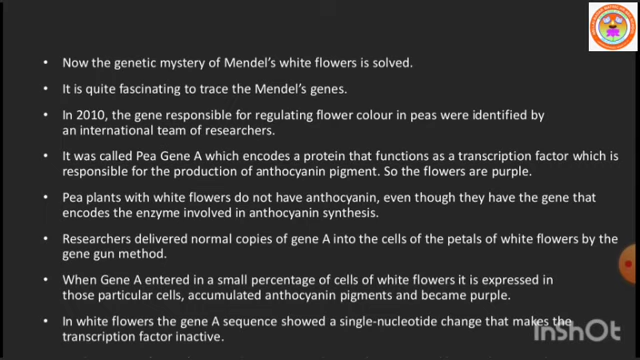 • Now the genetic mystery of Mendel's white flowers is solved.
• It is quite fascinating to trace the Mendel's genes.
• In 2010, the gene responsible for regulating flower colour in peas were identified by
an international team of researchers.
• It was called Pea Gene A which encodes a protein that functions as a transcription factor which is
responsible for the production of anthocyanin pigment. So the flowers are purple.
• Pea plants with white flowers do not have anthocyanin, even though they have the gene that
encodes the enzyme involved in anthocyanin synthesis.
• Researchers delivered normal copies of gene A into the cells of the petals of white flowers by the
gene gun method.
• When Gene A entered in a small percentage of cells of white flowers it is expressed in
those particular cells, accumulated anthocyanin pigments and became purple.
• In white flowers the gene A sequence showed a single-nucleotide change that makes the
transcription factor inactive.
InShOt